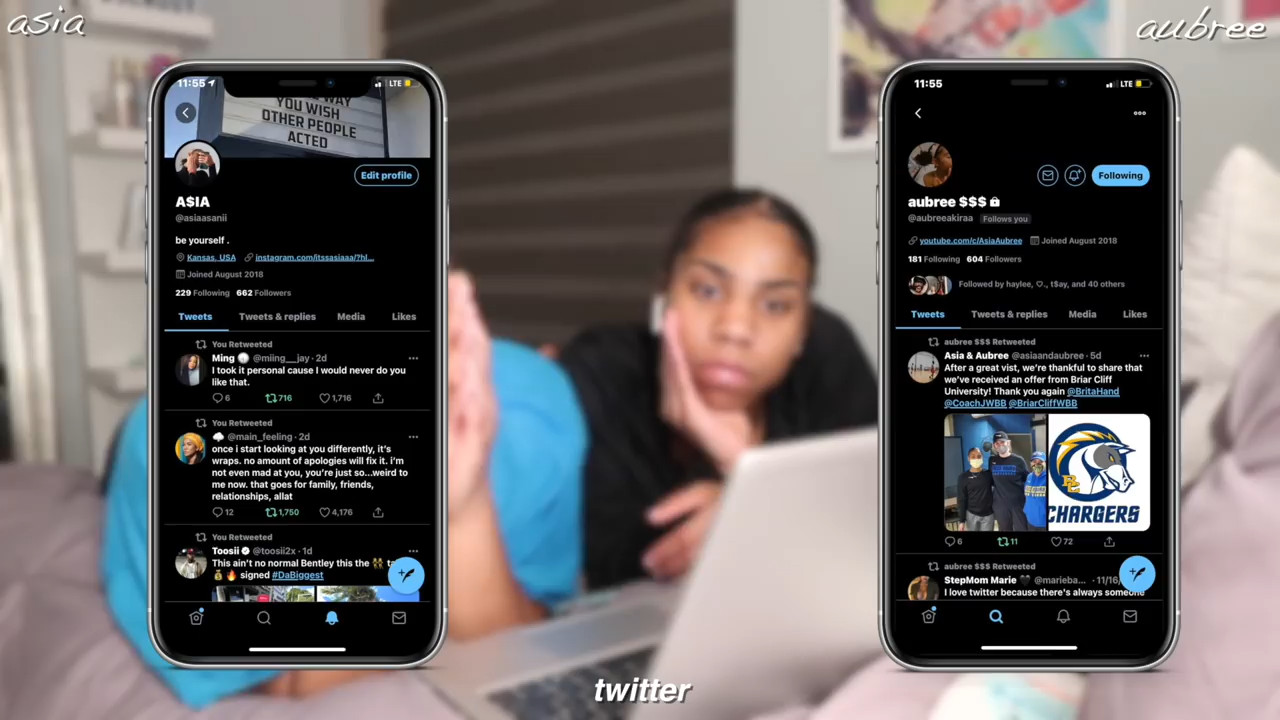 asia
aubree
11:55
LTE
YOU WISH
OTHER PEOPLE
ACTED
Edit profile
A$IA
@asiaasanii
be yourself .
Kansas, USA instagram.com/itssasiaaa/?hl...
Joined August 2018
229 Following 662 Followers
Tweets Tweets & replies Media Likes
You Retweeted
Ming @miing__jay · 2d
I took it personal cause I would never do you
like that.
6 716 1,716
You Retweeted
@main_feeling · 2d
once i start looking at you differently, it's
wraps. no amount of apologies will fix it. i'm
not even mad at you, you're just so...weird to
me now. that goes for family, friends,
relationships, allat
12 1,750 4,176
You Retweeted
Toosii @toosii2x · 1d
This ain't no normal Bentley this the
signed #DaBiggest
11:55
LTE
Following
aubree $$$
@aubreeakiraa Follows you
youtube.com/c/AsiaAubree Joined August 2018
181 Following 604 Followers
Followed by haylee, ♡., t$ay, and 40 others
Tweets Tweets & replies Media Likes
aubree $$$ Retweeted
Asia & Aubree @asiaandaubree · 5d
After a great vist, we're thankful to share that
we've received an offer from Briar Cliff
University! Thank you again @BritaHand
@CoachJWBB @BriarCliffWBB
BC
CHARGERS
6 11 72
aubree $$$ Retweeted
StepMom Marie @marieba... · 11/16/
I love twitter because there's always someone
twitter